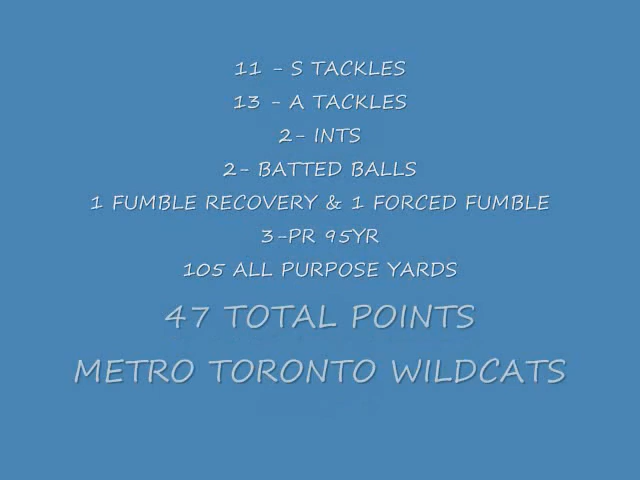 11 - S TACKLES
13 - A TACKLES
2- INTS
2- BATTED BALLS
1 FUMBLE RECOVERY & 1 FORCED FUMBLE
3-PR 95YR
105 ALL PURPOSE YARDS
47 TOTAL POINTS
METRO TORONTO WILDCATS